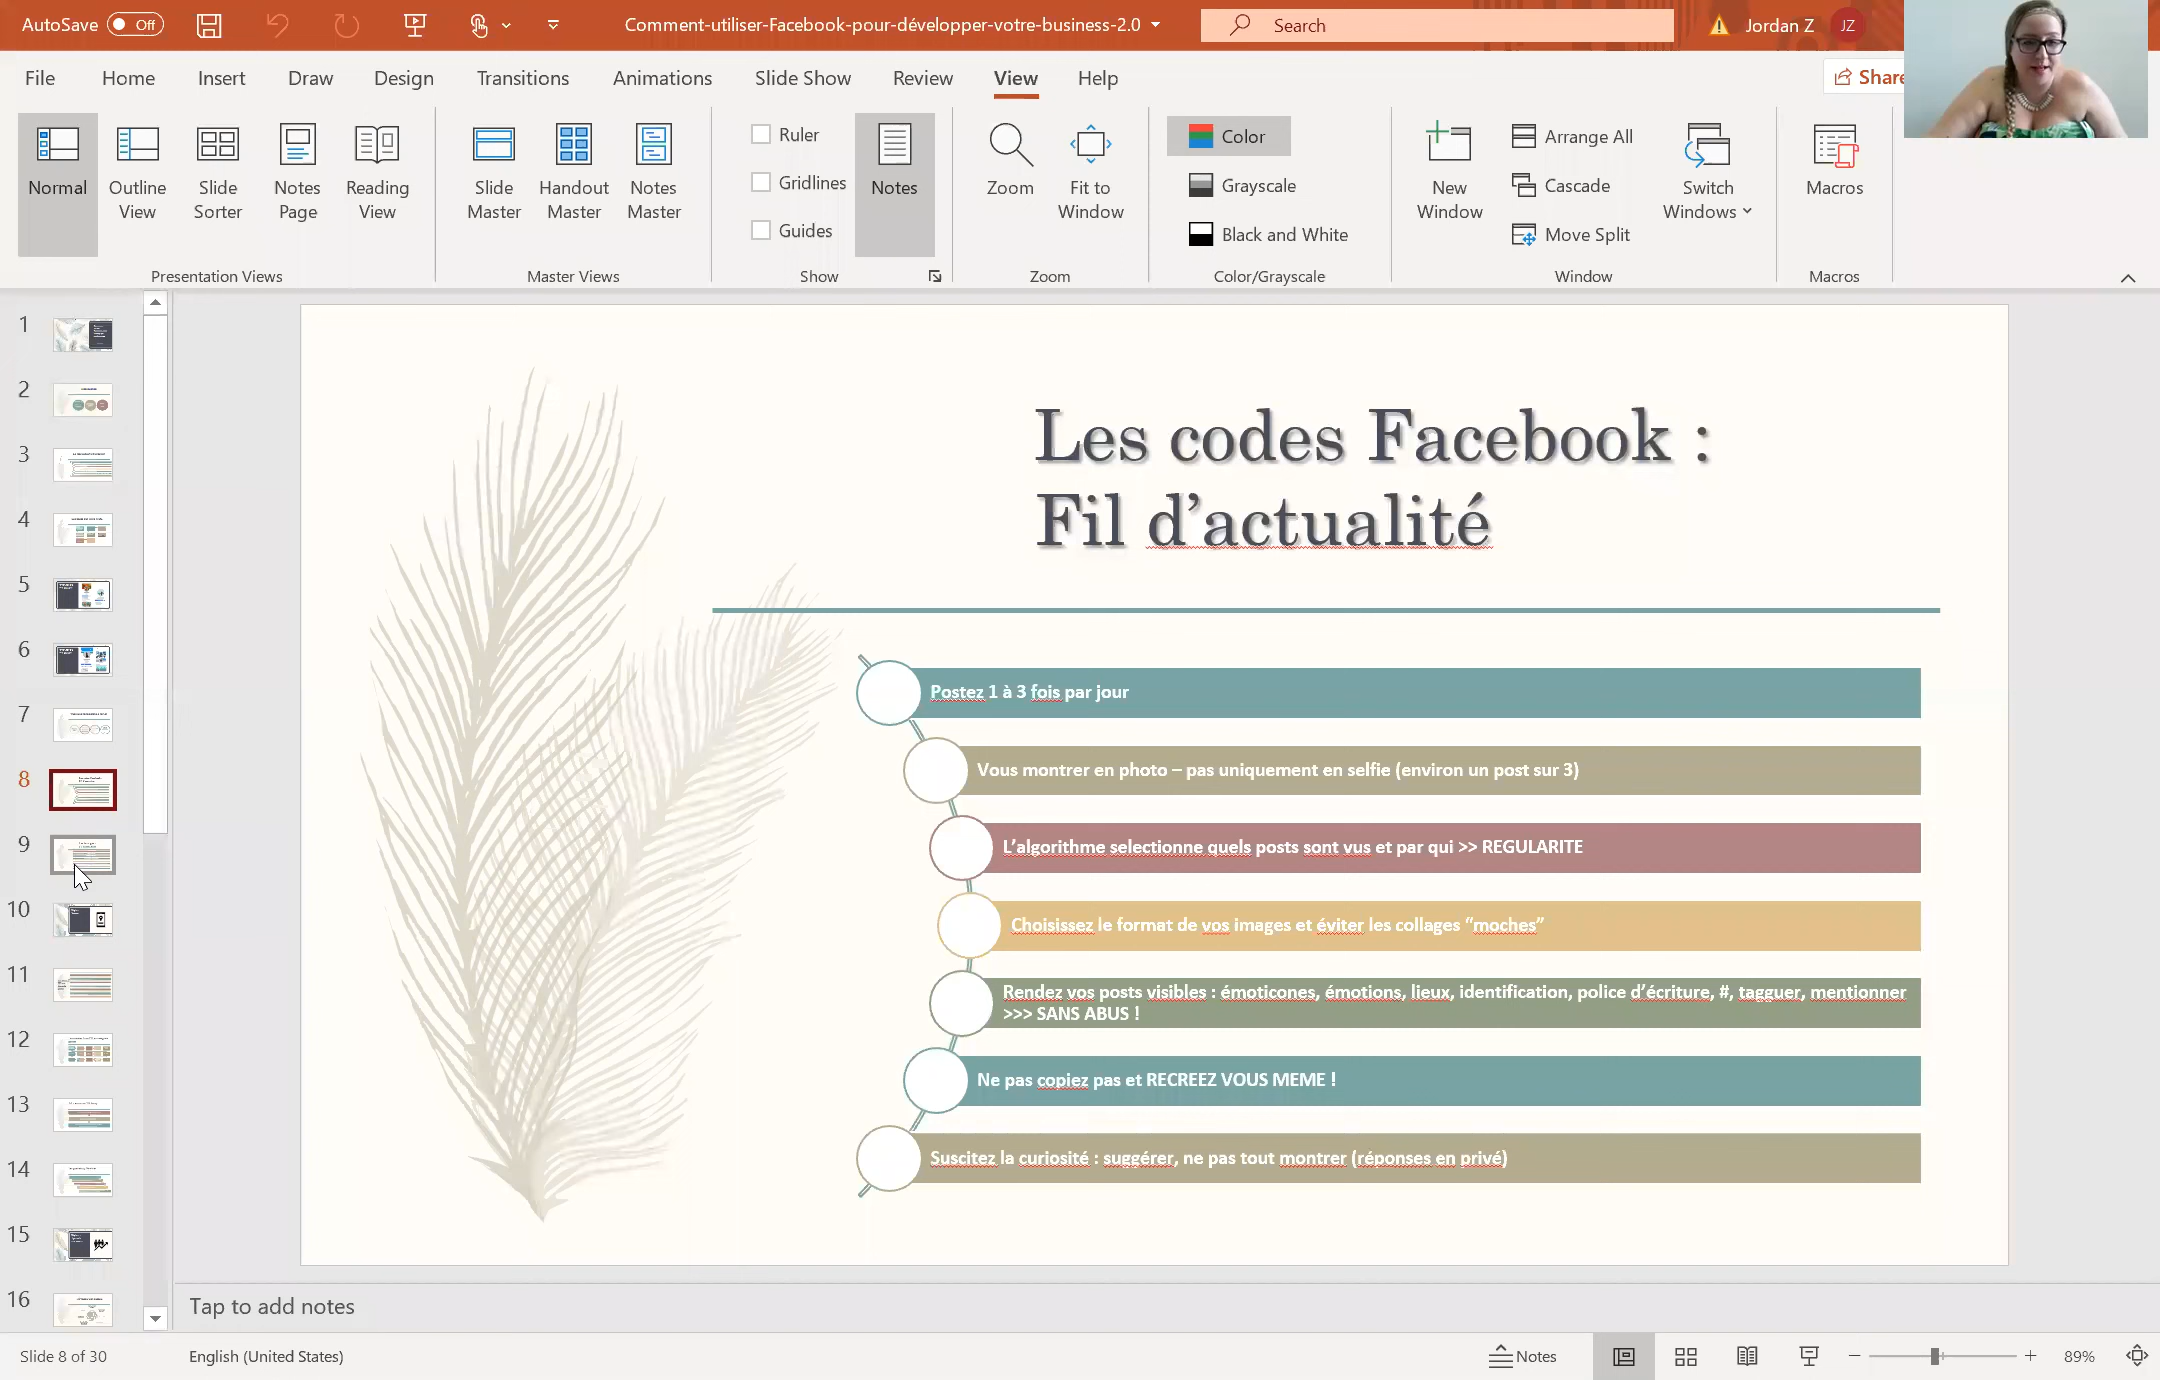 AutoSave Off
Comment-utiliser-Facebook-pour-développer-votre-business-2.0
Search
Jordan Z
JZ
File Home Insert Draw Design Transitions Animations Slide Show Review View Help
Share
Normal
Outline View
Slide Sorter
Notes Page
Reading View
Presentation Views
Slide Master
Handout Master
Notes Master
Master Views
Ruler
Gridlines
Guides
Notes
Show
Zoom
Fit to Window
Zoom
Color
Grayscale
Black and White
Color/Grayscale
New Window
Arrange All
Cascade
Move Split
Switch Windows
Window
Macros
Macros
1
2
3
4
5
6
7
8
9
10
11
12
13
14
15
16
Les codes Facebook :
Fil d’actualité
Postez 1 à 3 fois par jour
Vous montrer en photo – pas uniquement en selfie (environ un post sur 3)
L’algorithme selectionne quels posts sont vus et par qui >> REGULARITE
Choisissez le format de vos images et éviter les collages “moches”
Rendez vos posts visibles : émoticones, émotions, lieux, identification, police d’écriture, #, tagguer, mentionner
>>> SANS ABUS !
Ne pas copiez pas et RECREEZ VOUS MEME !
Suscitez la curiosité : suggérer, ne pas tout montrer (réponses en privé)
Tap to add notes
Slide 8 of 30
English (United States)
Notes
89%